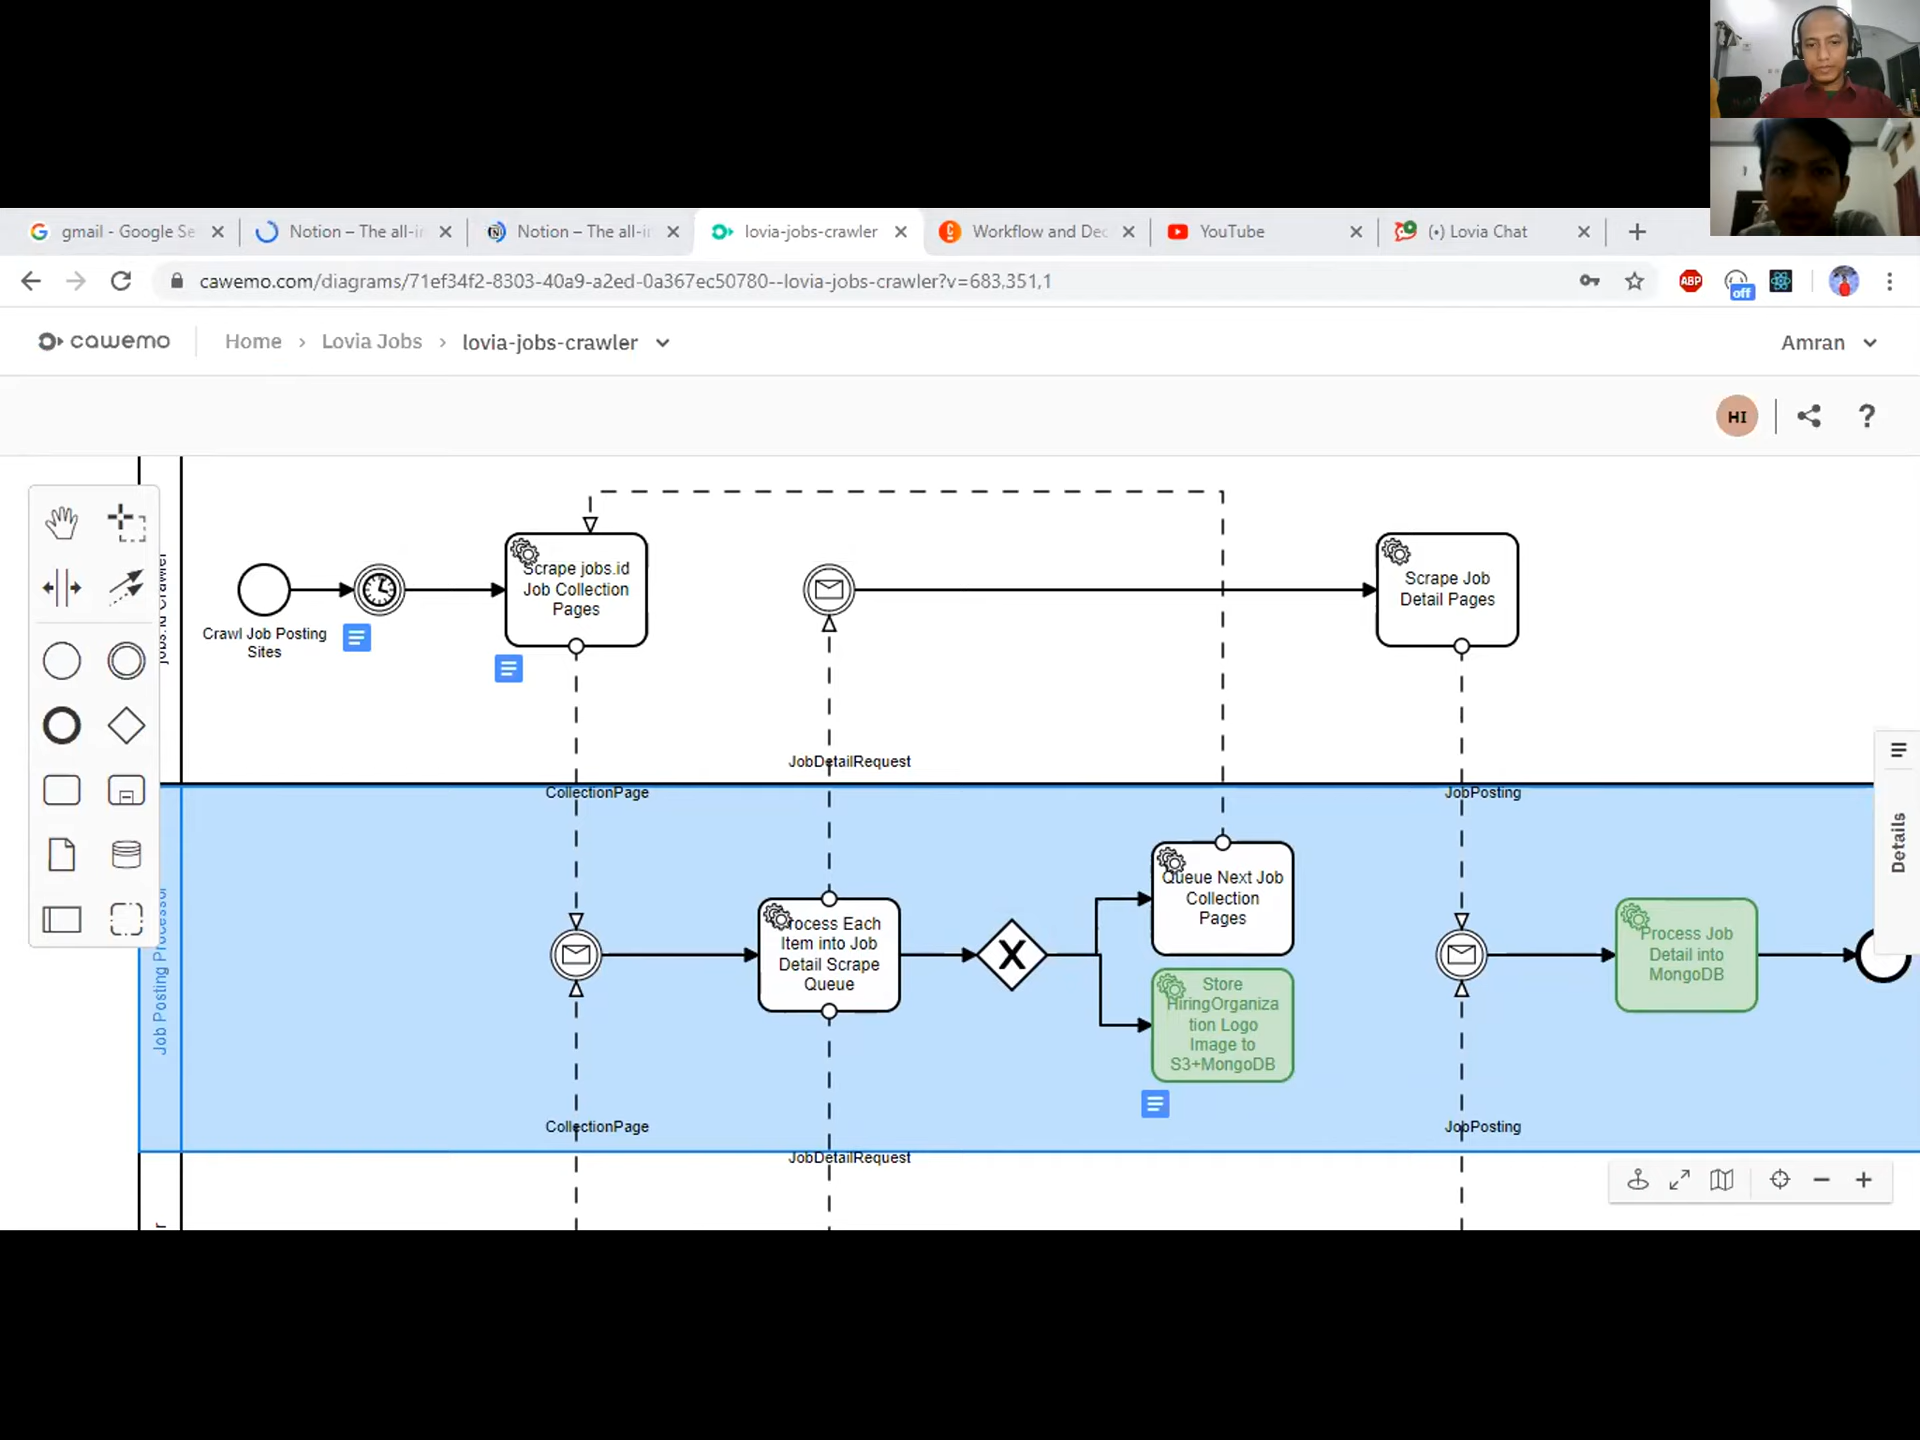 gmail - Google Se
Notion – The all-in
Notion – The all-in
lovia-jobs-crawler
Workflow and Dec
YouTube
(•) Lovia Chat
cawemo.com/diagrams/71ef34f2-8303-40a9-a2ed-0a367ec50780--lovia-jobs-crawler?v=683,351,1
ABP
off
cawemo
Home › Lovia Jobs › lovia-jobs-crawler
Amran
HI
?
Crawl Job Posting
Sites
Scrape jobs.id
Job Collection
Pages
Scrape Job
Detail Pages
JobDetailRequest
CollectionPage
JobPosting
Details
Job Posting Processor
Process Each
Item into Job
Detail Scrape
Queue
X
Queue Next Job
Collection
Pages
Store
HiringOrganiza
tion Logo
Image to
S3+MongoDB
Process Job
Detail into
MongoDB
CollectionPage
JobPosting
JobDetailRequest
r